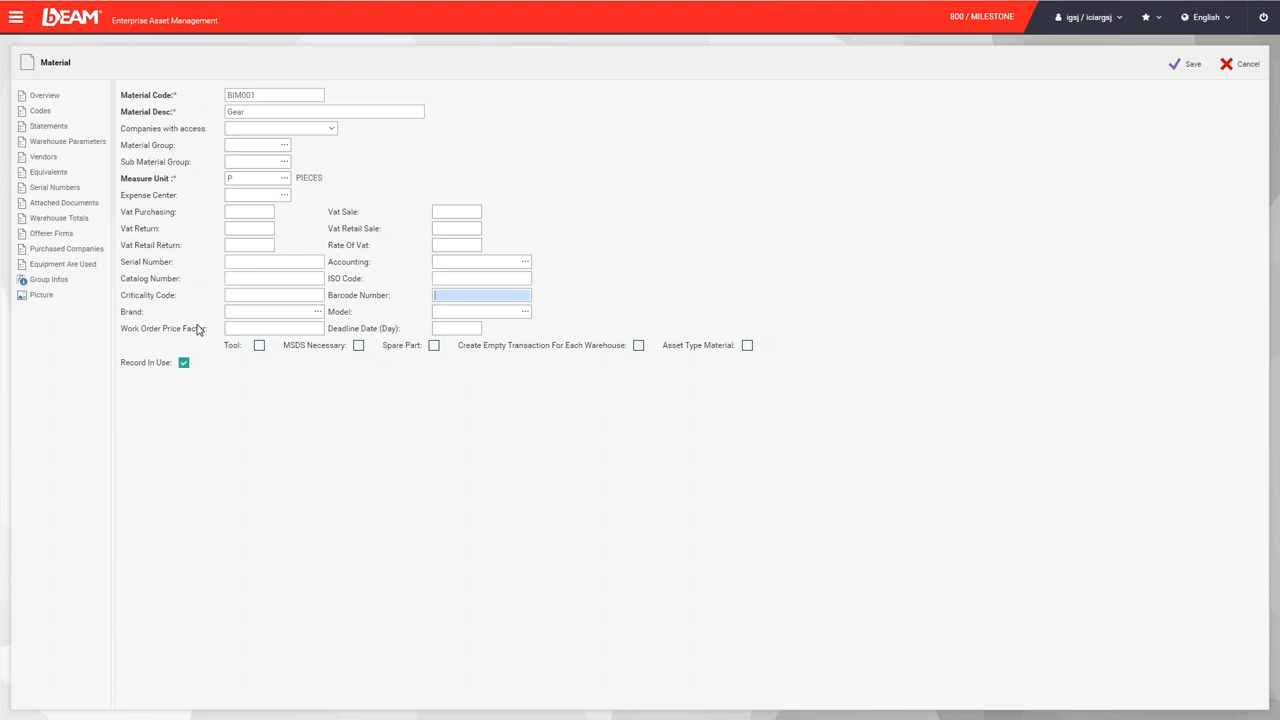 bEAM Enterprise Asset Management 800 / MILESTONE igsj / iciargsj English
Material Save Cancel
Overview
Codes
Statements
Warehouse Parameters
Vendors
Equivalents
Serial Numbers
Attached Documents
Warehouse Totals
Offerer Firms
Purchased Companies
Equipment Are Used
Group Infos
Picture
Material Code:* BIM001
Material Desc:* Gear
Companies with access:
Material Group: ...
Sub Material Group: ...
Measure Unit :* P ... PIECES
Expense Center: ...
Vat Purchasing: Vat Sale:
Vat Return: Vat Retail Sale:
Vat Retail Return: Rate Of Vat:
Serial Number: Accounting: ...
Catalog Number: ISO Code:
Criticality Code: Barcode Number:
Brand: ... Model: ...
Work Order Price Factor: Deadline Date (Day):
Tool: MSDS Necessary: Spare Part: Create Empty Transaction For Each Warehouse: Asset Type Material:
Record In Use: